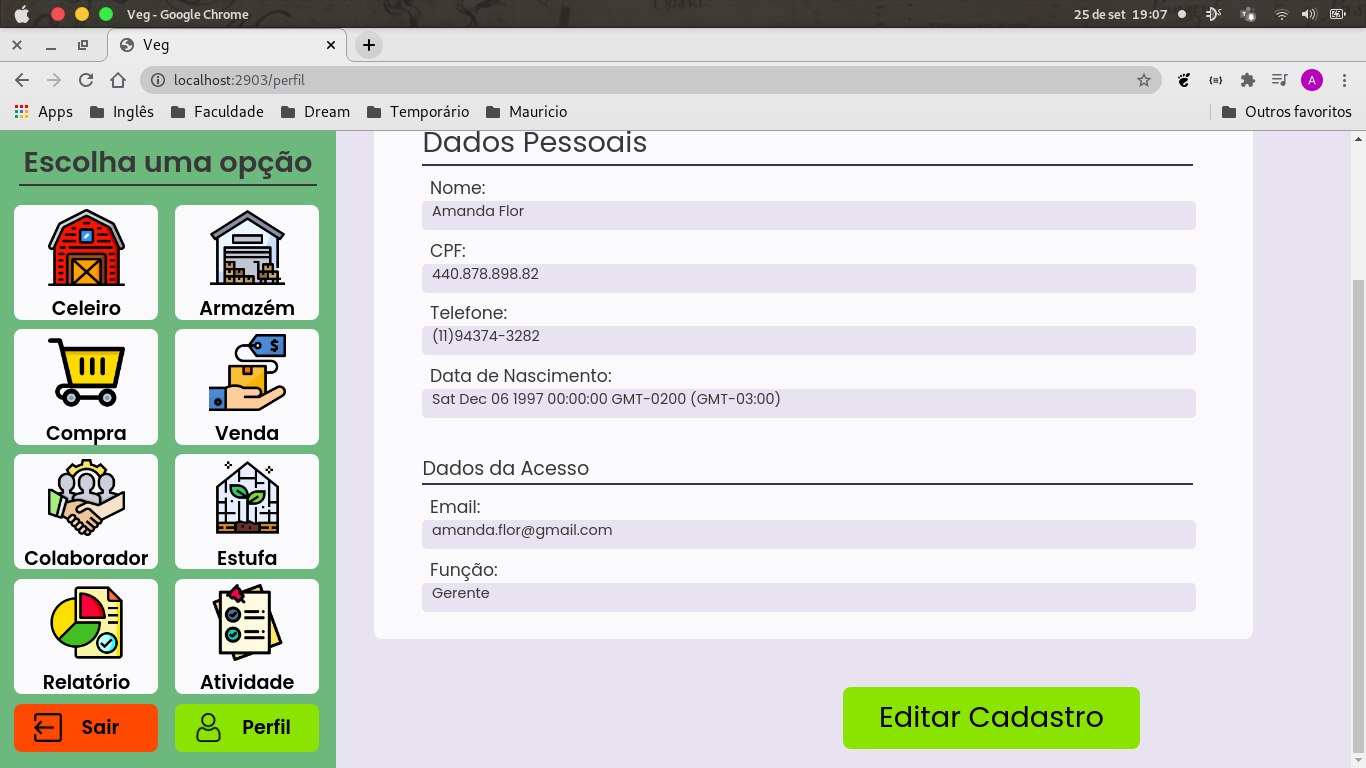 Veg - Google Chrome
25 de set 19:07
Veg
localhost:2903/perfil
A
Apps Inglês Faculdade Dream Temporário Mauricio Outros favoritos
Escolha uma opção
Celeiro Armazém
$
Compra Venda
Colaborador Estufa
Relatório Atividade
Sair Perfil
Dados Pessoais
Nome:
Amanda Flor
CPF:
440.878.898.82
Telefone:
(11)94374-3282
Data de Nascimento:
Sat Dec 06 1997 00:00:00 GMT-0200 (GMT-03:00)
Dados da Acesso
Email:
amanda.flor@gmail.com
Função:
Gerente
Editar Cadastro